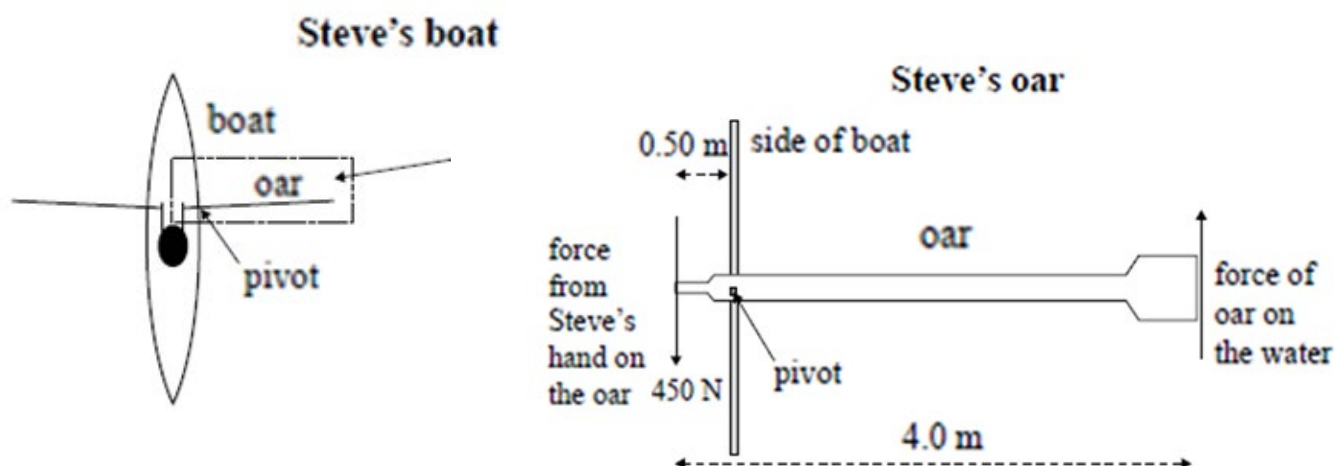 Steve's boat
boat
oar
pivot
Steve's oar
0.50 m
side of boat
oar
force
from
Steve's
hand on
the oar
450 N
pivot
force of
oar on
the water
4.0 m